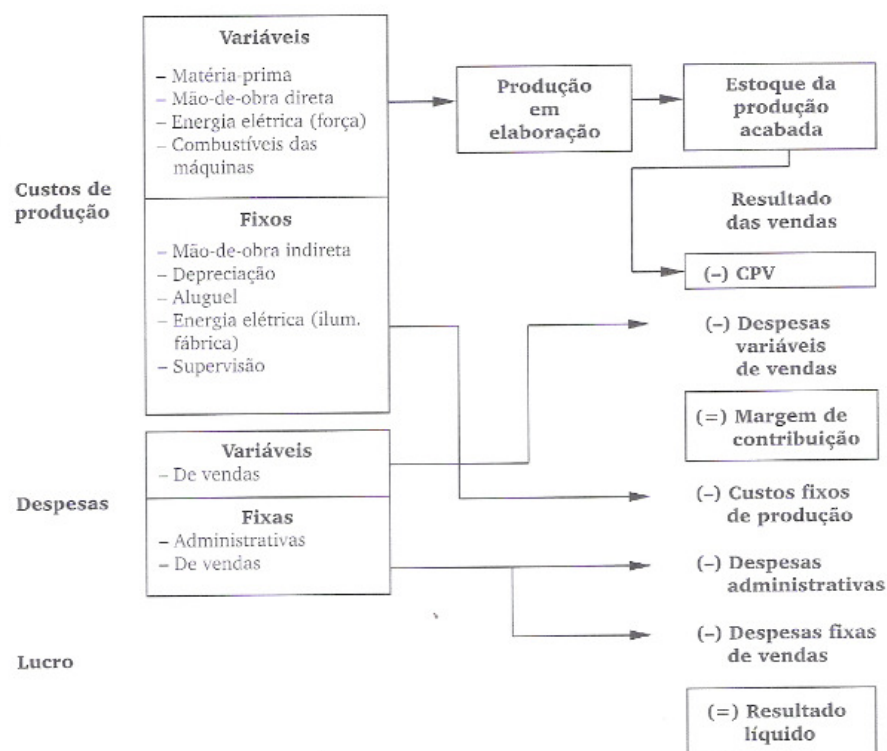 Custos de
produção
Variáveis
– Matéria-prima
– Mão-de-obra direta
– Energia elétrica (força)
– Combustíveis das
máquinas
Fixos
– Mão-de-obra indireta
– Depreciação
– Aluguel
– Energia elétrica (ilum.
fábrica)
– Supervisão
Produção
em
elaboração
Estoque da
produção
acabada
Resultado
das vendas
(–) CPV
(–) Despesas
variáveis
de vendas
(=) Margem de
contribuição
Despesas
Variáveis
– De vendas
Fixas
– Administrativas
– De vendas
(–) Custos fixos
de produção
(–) Despesas
administrativas
(–) Despesas fixas
de vendas
Lucro
(=) Resultado
líquido